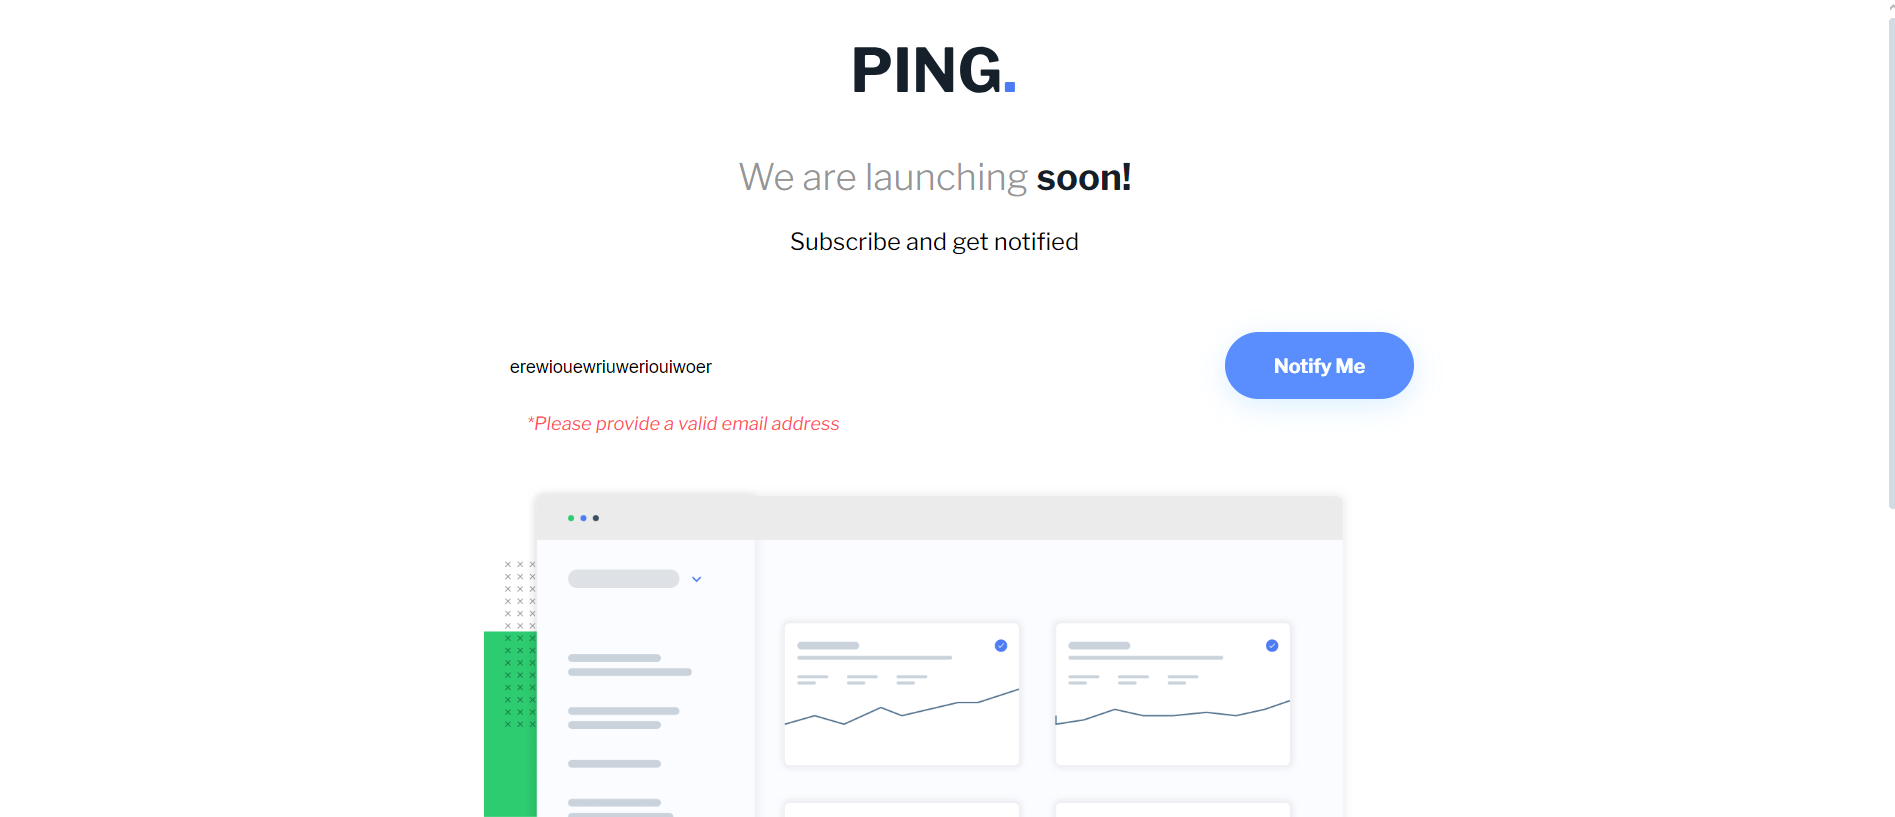 PING.
We are launching soon!
Subscribe and get notified
erewiouewriuweriouiwoer
Notify Me
*Please provide a valid email address